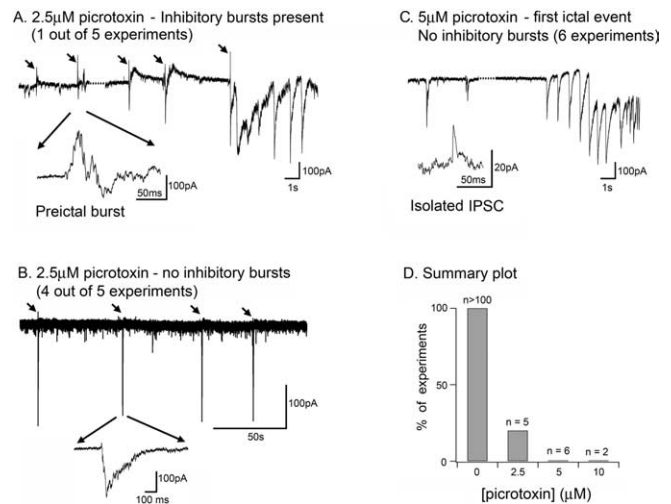 A. 2.5μM picrotoxin - Inhibitory bursts present
(1 out of 5 experiments)
100pA
50ms
1s
100pA
Preictal burst
B. 2.5μM picrotoxin - no inhibitory bursts
(4 out of 5 experiments)
100pA
50s
100pA
100 ms
C. 5μM picrotoxin - first ictal event
No inhibitory bursts (6 experiments)
20pA
50ms
100pA
1s
Isolated IPSC
D. Summary plot
n>100
100
% of experiments
50
n = 5
n = 6
n = 2
0
0
2.5
5
10
[picrotoxin] (μM)